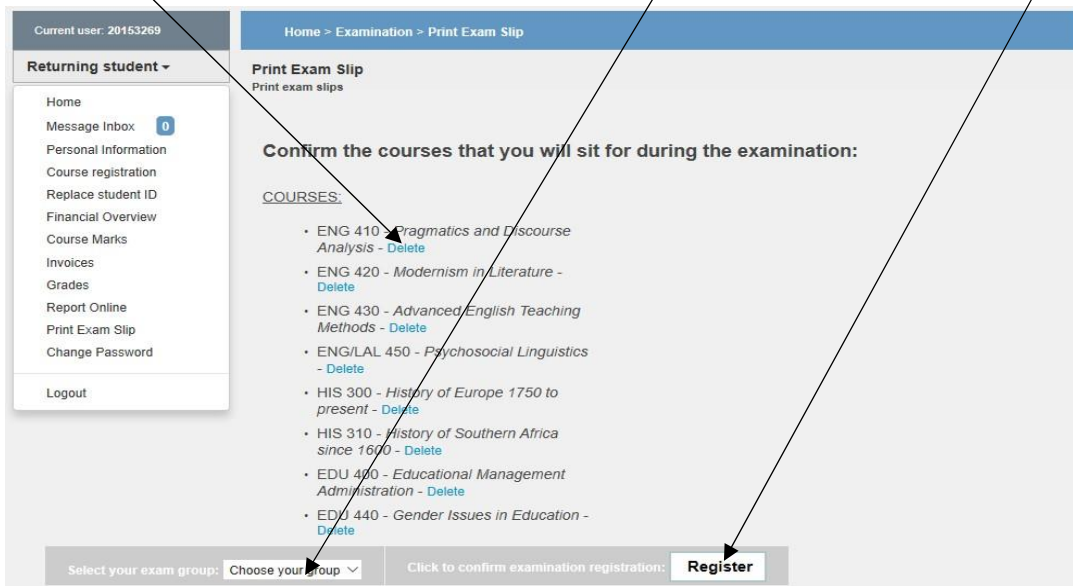 Current user: 20153269
Home > Examination > Print Exam Slip
Returning student
Print Exam Slip
Print exam slips
Home
Message Inbox 0
Personal Information
Course registration
Replace student ID
Financial Overview
Course Marks
Invoices
Grades
Report Online
Print Exam Slip
Change Password
Logout
Confirm the courses that you will sit for during the examination:
COURSES:
• ENG 410 - Pragmatics and Discourse
Analysis - Delete
• ENG 420 - Modernism in Literature -
Delete
• ENG 430 - Advanced English Teaching
Methods - Delete
• ENG/LAL 450 - Psychosocial Linguistics
- Delete
• HIS 300 - History of Europe 1750 to
present - Delete
• HIS 310 - History of Southern Africa
since 1600 - Delete
• EDU 400 - Educational Management
Administration - Delete
• EDU 440 - Gender Issues in Education -
Delete
Select your exam group: Choose your group Click to confirm examination registration: Register